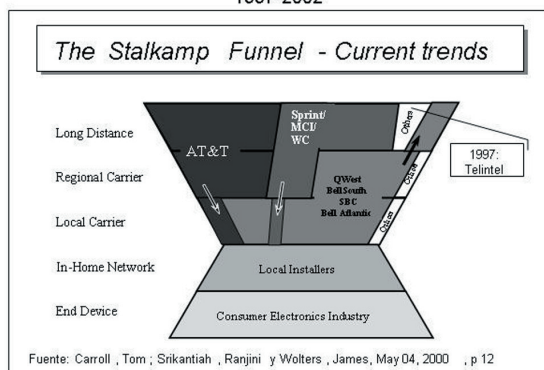 1997-2002
The Stalkamp Funnel - Current trends
Long Distance
Regional Carrier
Local Carrier
In-Home Network
End Device
AT&T
Sprint/
MCI/
WC
Others
1997:
Telintel
QWest
BellSouth
SBC
Bell Atlantic
Others
Others
Local Installers
Consumer Electronics Industry
Fuente: Carroll , Tom ; Srikantiah , Ranjini y Wolters , James, May 04, 2000 , p 12